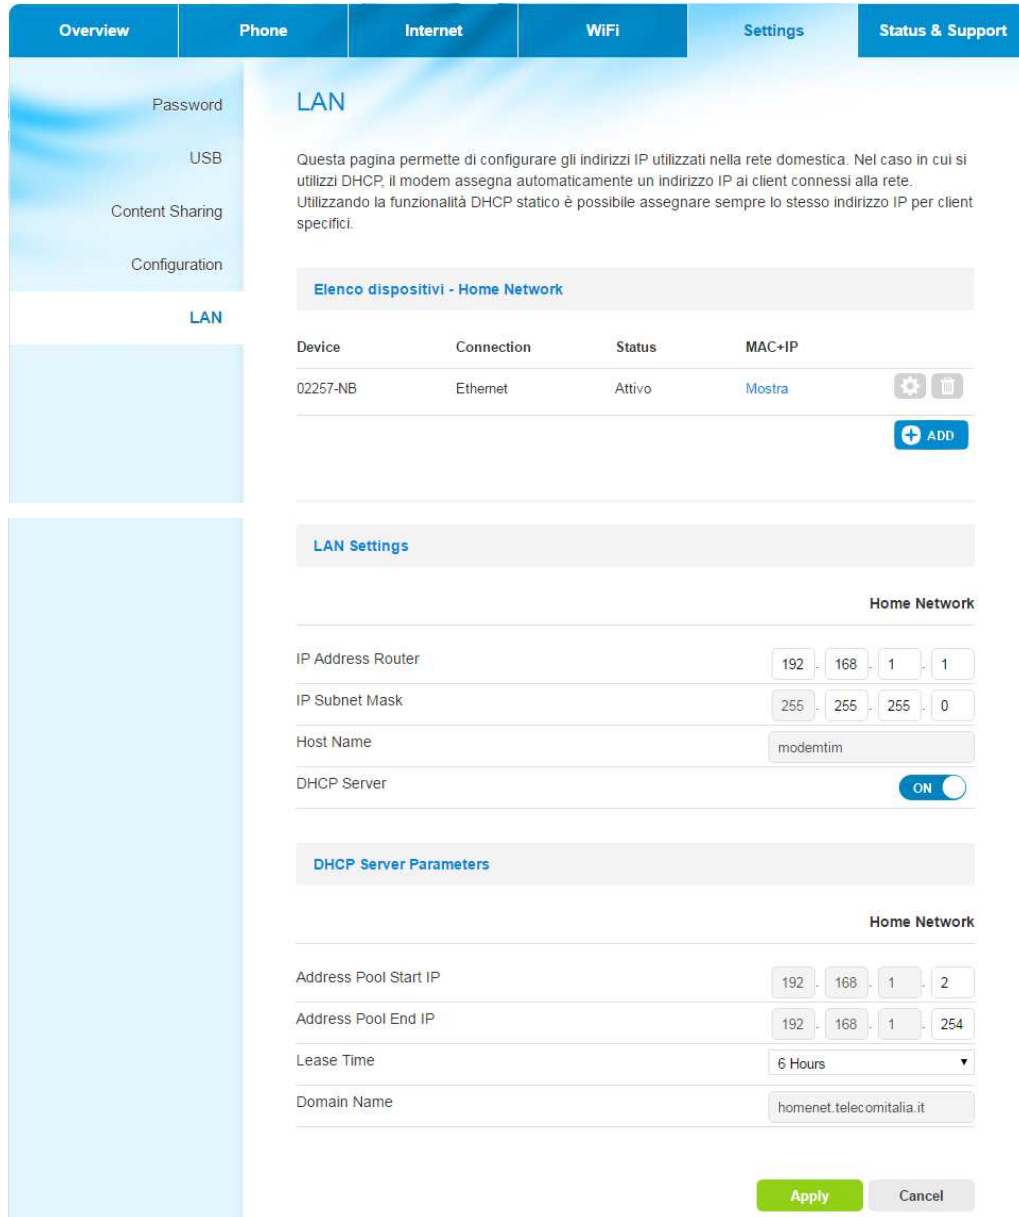 Overview Phone Internet WiFi Settings Status & Support
Password
USB
Content Sharing
Configuration
LAN
LAN
Questa pagina permette di configurare gli indirizzi IP utilizzati nella rete domestica. Nel caso in cui si
utilizzi DHCP, il modem assegna automaticamente un indirizzo IP ai client connessi alla rete.
Utilizzando la funzionalità DHCP statico è possibile assegnare sempre lo stesso indirizzo IP per client
specifici.
Elenco dispositivi - Home Network
Device Connection Status MAC+IP
02257-NB Ethernet Attivo Mostra
ADD
LAN Settings
Home Network
IP Address Router 192 . 168 . 1 . 1
IP Subnet Mask 255 . 255 . 255 . 0
Host Name modemtim
DHCP Server ON
DHCP Server Parameters
Home Network
Address Pool Start IP 192 . 168 . 1 . 2
Address Pool End IP 192 . 168 . 1 . 254
Lease Time 6 Hours
Domain Name homenet.telecomitalia.it
Apply Cancel